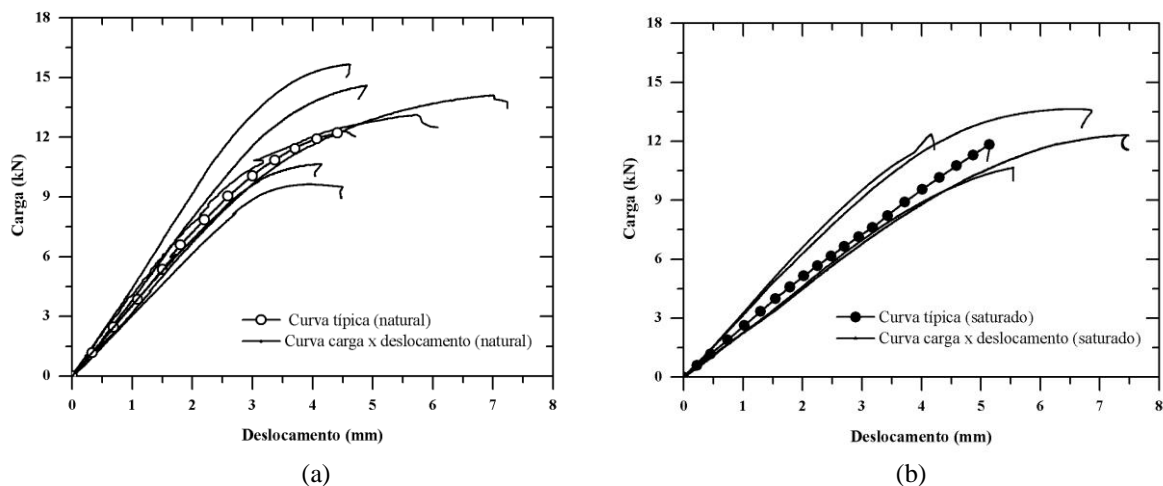 18
15
12
9
6
3
0
Carga (kN)
Curva típica (natural)
Curva carga x deslocamento (natural)
0 1 2 3 4 5 6 7 8
Deslocamento (mm)
(a)
18
15
12
9
6
3
0
Carga (kN)
Curva típica (saturado)
Curva carga x deslocamento (saturado)
0 1 2 3 4 5 6 7 8
Deslocamento (mm)
(b)